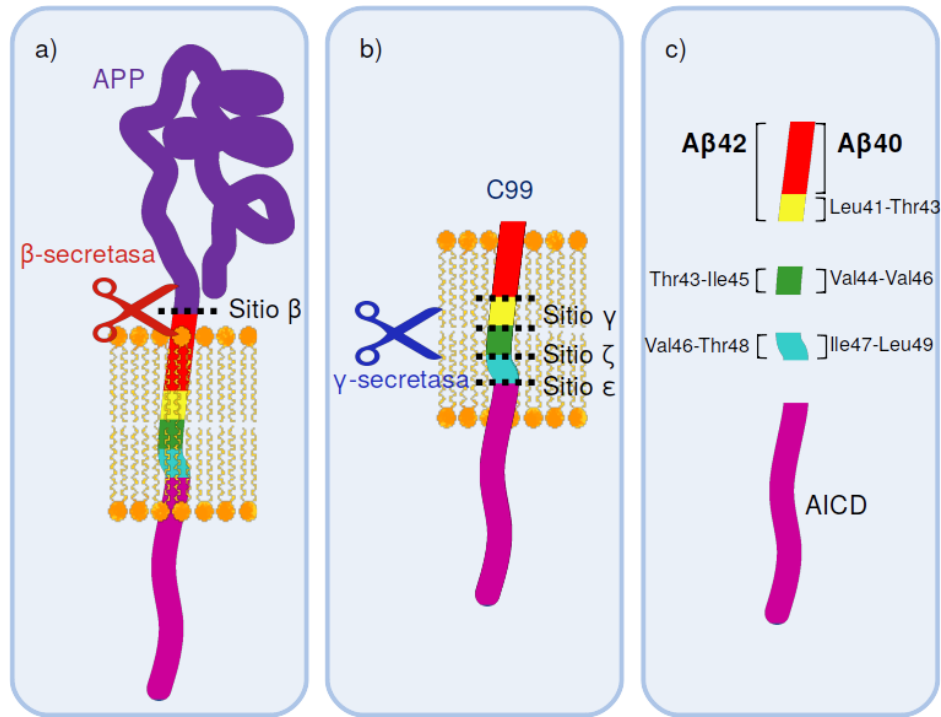 a)
APP
β-secretasa
Sitio β
b)
C99
Sitio γ
Sitio ζ
γ-secretasa
Sitio ε
c)
Aβ42
Aβ40
Leu41-Thr43
Thr43-Ile45
Val44-Val46
Val46-Thr48
Ile47-Leu49
AICD